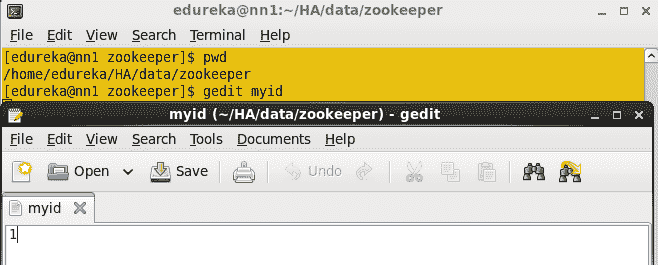 edureka@nn1:~/HA/data/zookeeper
File Edit View Search Terminal Help
[edureka@nn1 zookeeper]$ pwd
/home/edureka/HA/data/zookeeper
[edureka@nn1 zookeeper]$ gedit myid
myid (~/HA/data/zookeeper) - gedit
File Edit View Search Tools Documents Help
Open Save Undo
myid
1